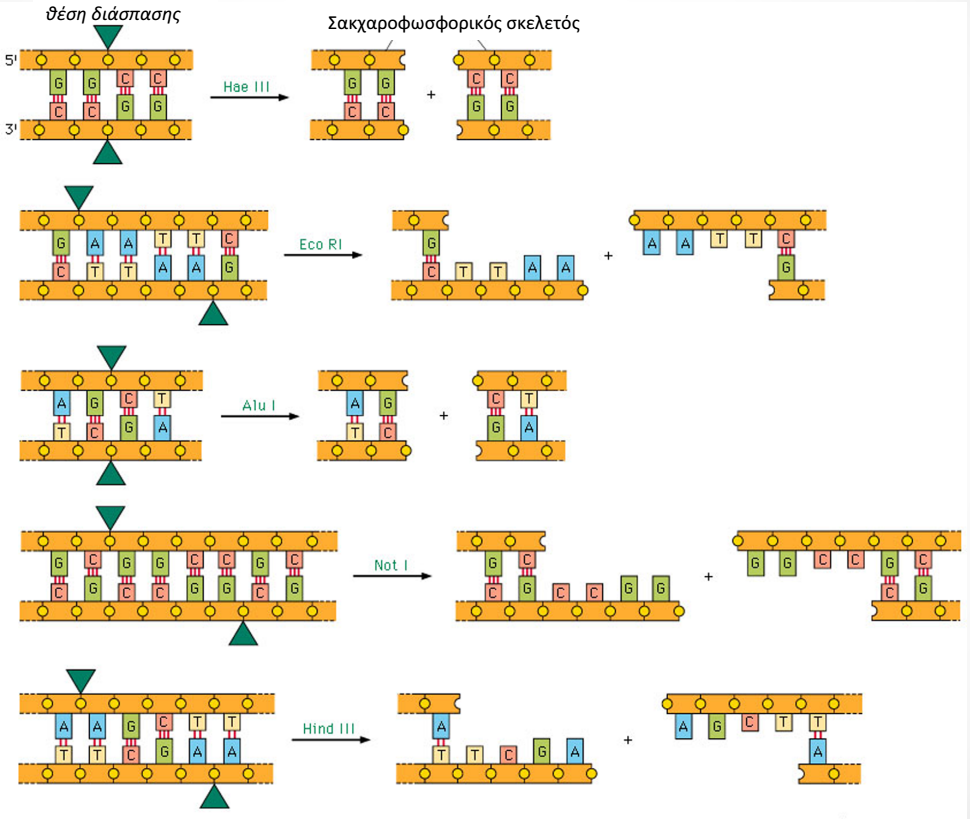 θέση διάσπασης
Σακχαροφωσφορικός σκελετός
5'
G G C C
Hae III
G G
+
C C
C C G G
C C
G G
3'
G A A T T C
Eco RI
G
+
A A T T C
C T T A A G
C T T A A
G
A G C T
Alu I
A G
+
C T
T C G A
T C
G A
G C G G C C G C
Not I
G C
+
G G C C G C
C G C C G G C G
C G C C G G
C G
A A G C T T
Hind III
A
+
A G C T T
T T C G A A
T T C G A
A